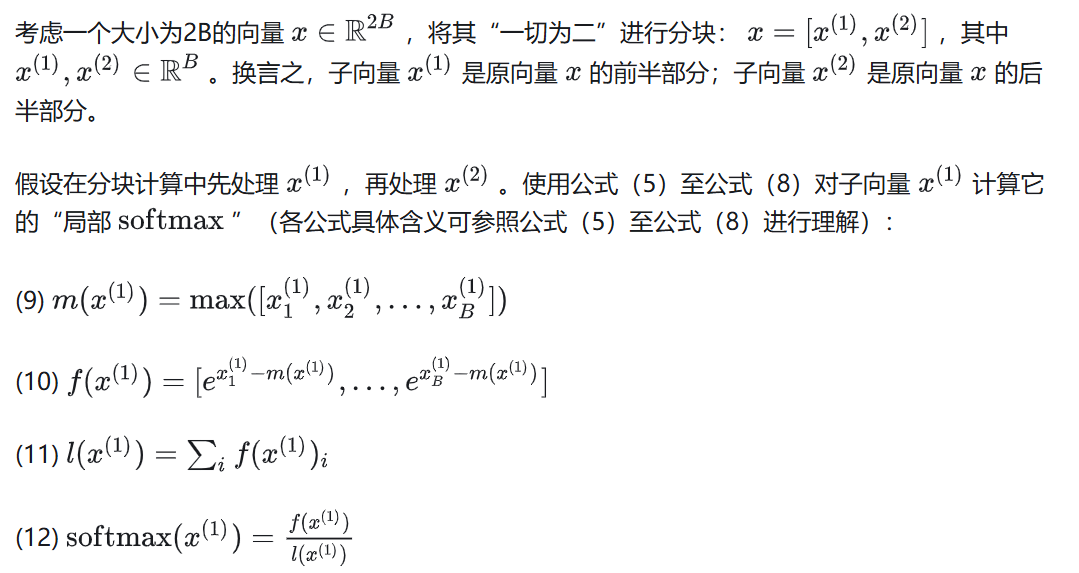 考虑一个大小为2B的向量 $x \in \mathbb{R}^{2B}$ ，将其“一切为二”进行分块： $x = [x^{(1)}, x^{(2)}]$ ，其中
$x^{(1)}, x^{(2)} \in \mathbb{R}^{B}$ 。换言之，子向量 $x^{(1)}$ 是原向量 $x$ 的前半部分；子向量 $x^{(2)}$ 是原向量 $x$ 的后
半部分。
假设在分块计算中先处理 $x^{(1)}$ ，再处理 $x^{(2)}$ 。使用公式（5）至公式（8）对子向量 $x^{(1)}$ 计算它
的“局部 $\mathrm{softmax}$ ”（各公式具体含义可参照公式（5）至公式（8）进行理解）：
(9) $m(x^{(1)}) = \max([x_1^{(1)}, x_2^{(1)}, \ldots, x_B^{(1)}])$
(10) $f(x^{(1)}) = [e^{x_1^{(1)} - m(x^{(1)})}, \ldots, e^{x_B^{(1)} - m(x^{(1)})}]$
(11) $l(x^{(1)}) = \sum_i f(x^{(1)})_i$
(12) $\mathrm{softmax}(x^{(1)}) = \frac{f(x^{(1)})}{l(x^{(1)})}$